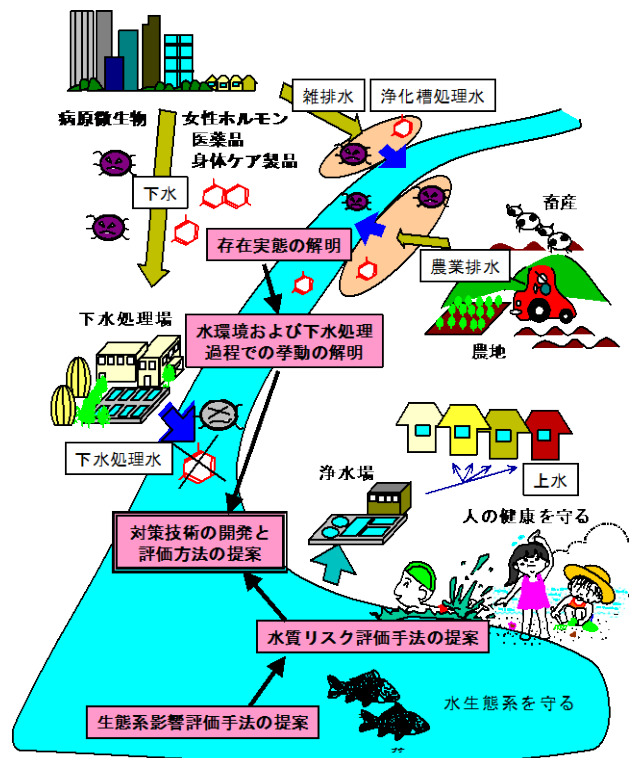 雑排水
浄化槽処理水
病原微生物
女性ホルモン
医薬品
身体ケア製品
下水
畜産
存在実態の解明
農業排水
下水処理場
水環境および下水処理
過程での挙動の解明
農地
下水処理水
浄水場
上水
人の健康を守る
対策技術の開発と
評価方法の提案
水質リスク評価手法の提案
水生態系を守る
生態系影響評価手法の提案